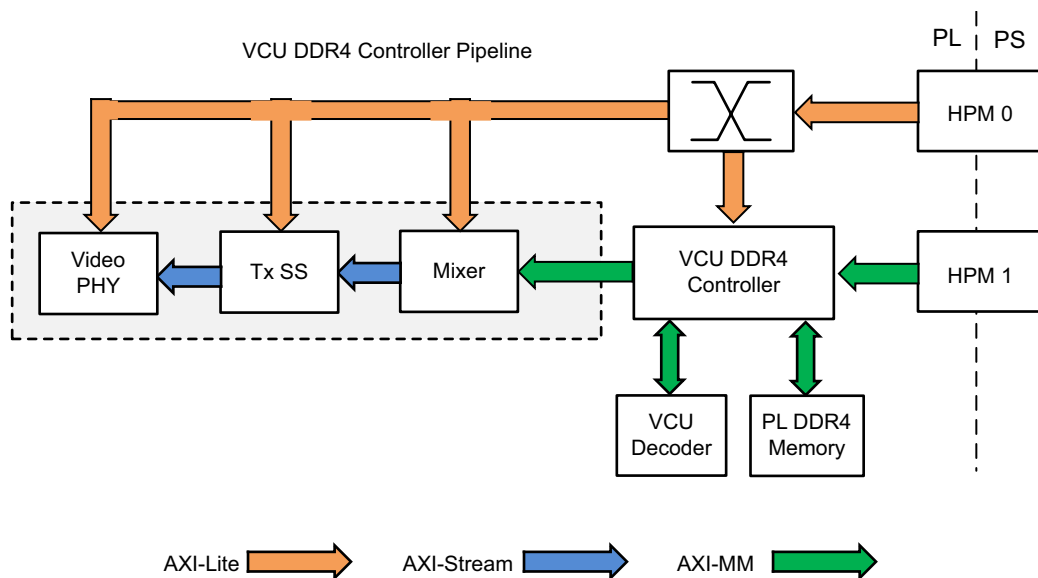 VCU DDR4 Controller Pipeline
PL
PS
HPM 0
Video
PHY
Tx SS
Mixer
VCU DDR4
Controller
HPM 1
VCU
Decoder
PL DDR4
Memory
AXI-Lite
AXI-Stream
AXI-MM